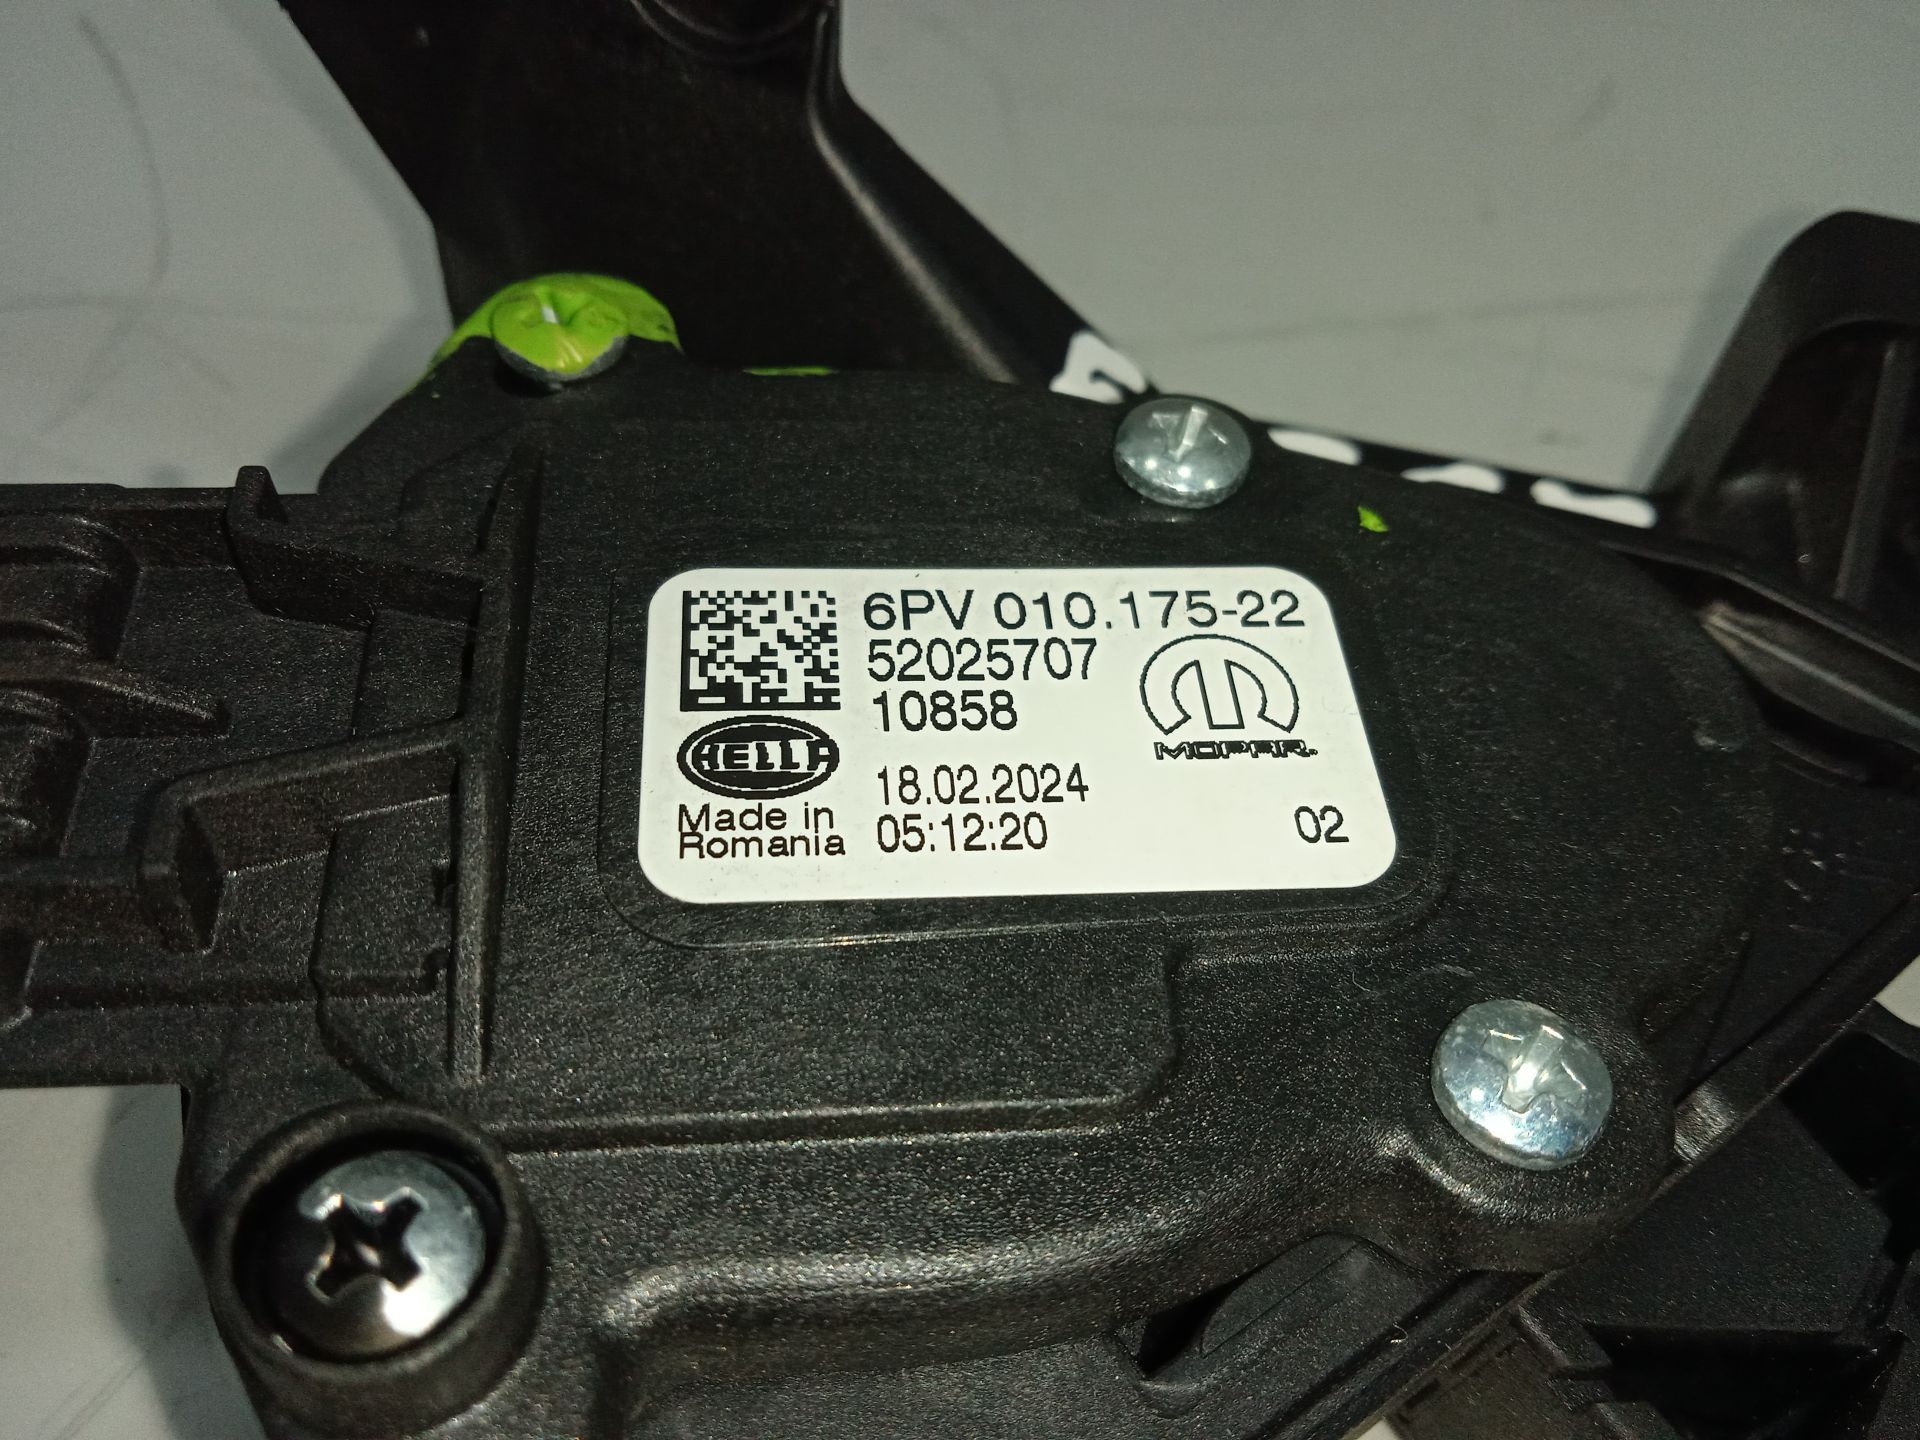 6PV 010.175-22
52025707
10858
HELLA
MOPAR.
18.02.2024
Made in
Romania
05:12:20
02